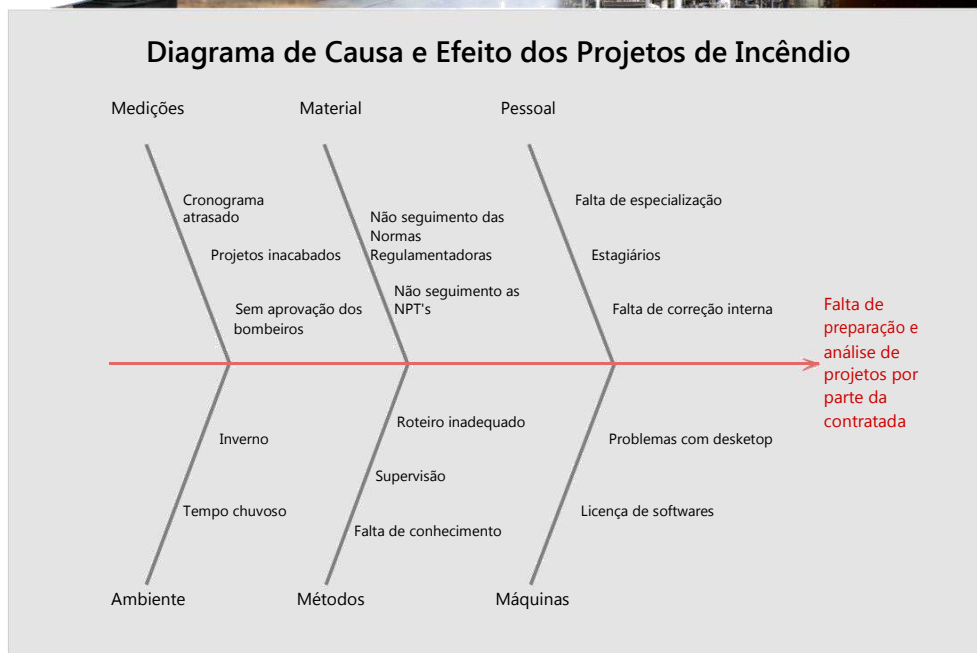 Diagrama de Causa e Efeito dos Projetos de Incêndio
Medições
Material
Pessoal
Cronograma
atrasado
Projetos inacabados
Sem aprovação dos
bombeiros
Não seguimento das
Normas
Regulamentadoras
Não seguimento as
NPT's
Falta de especialização
Estagiários
Falta de correção interna
Falta de
preparação e
análise de
projetos por
parte da
contratada
Inverno
Tempo chuvoso
Roteiro inadequado
Supervisão
Falta de conhecimento
Problemas com desketop
Licença de softwares
Ambiente
Métodos
Máquinas